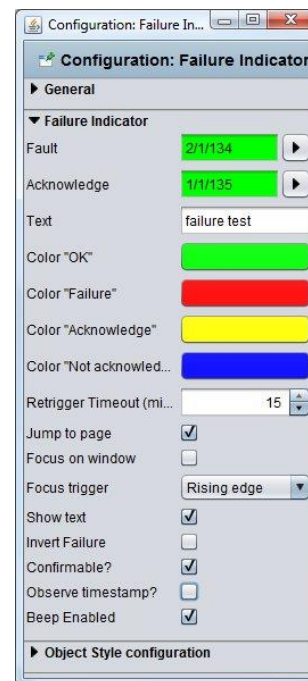 Configuration: Failure In...
Configuration: Failure Indicator
General
Failure Indicator
Fault 2/1/134
Acknowledge 1/1/135
Text failure test
Color "OK"
Color "Failure"
Color "Acknowledge"
Color "Not acknowled...
Retrigger Timeout (mi... 15
Jump to page
Focus on window
Focus trigger Rising edge
Show text
Invert Failure
Confirmable?
Observe timestamp?
Beep Enabled
Object Style configuration